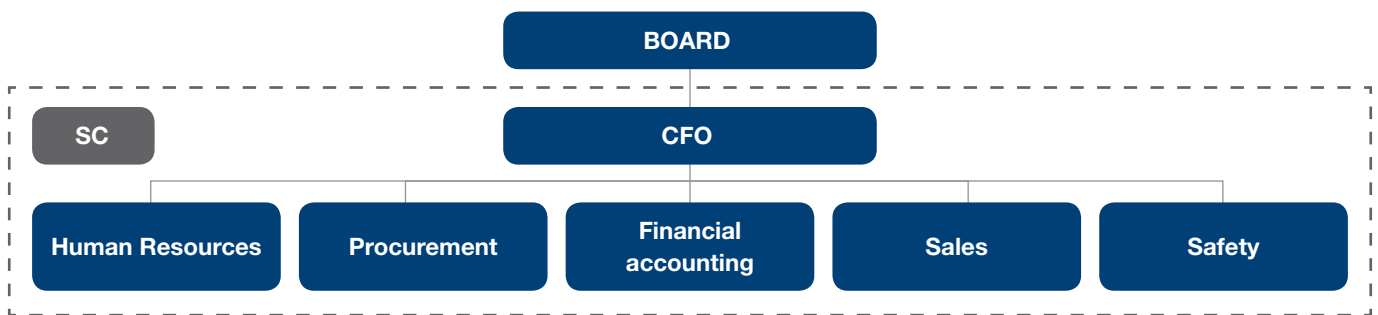 BOARD
SC
CFO
Human Resources
Procurement
Financial
accounting
Sales
Safety